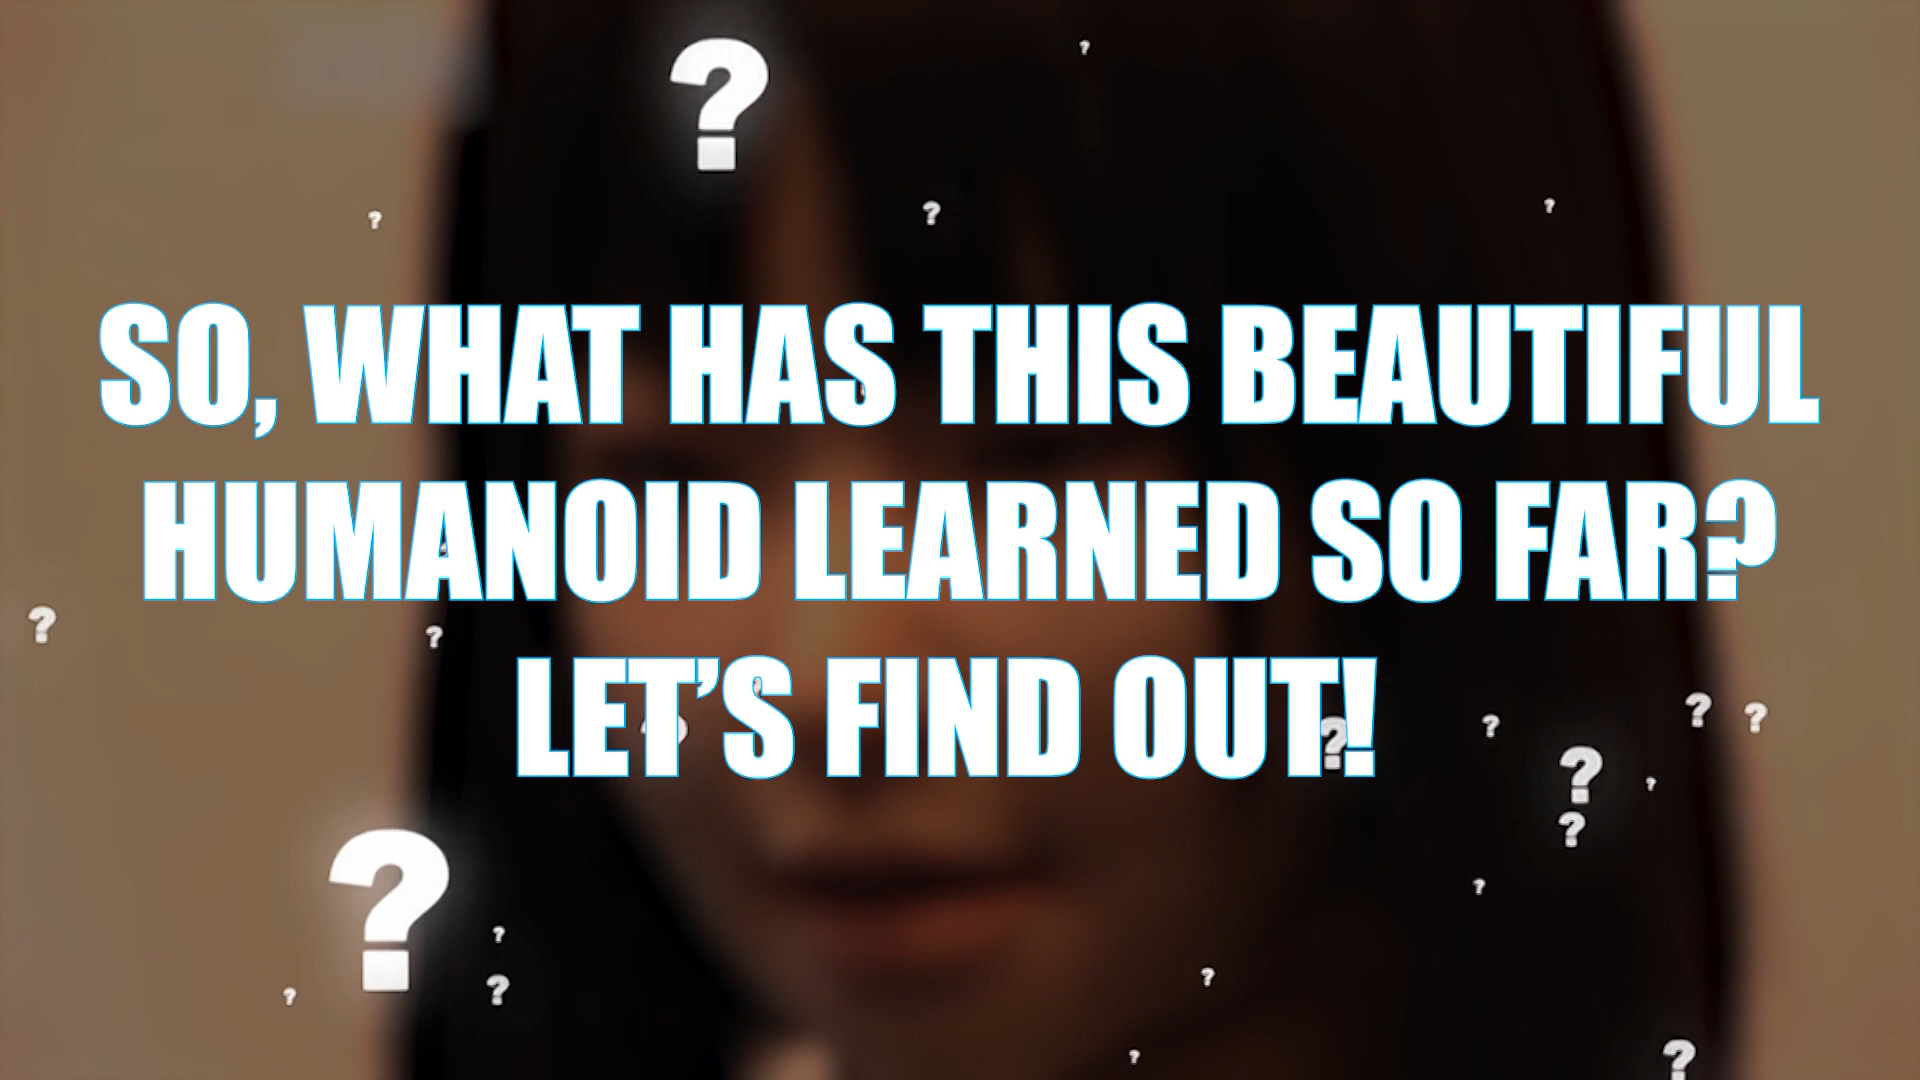 SO, WHAT HAS THIS BEAUTIFUL
HUMANOID LEARNED SO FAR?
LET’S FIND OUT!